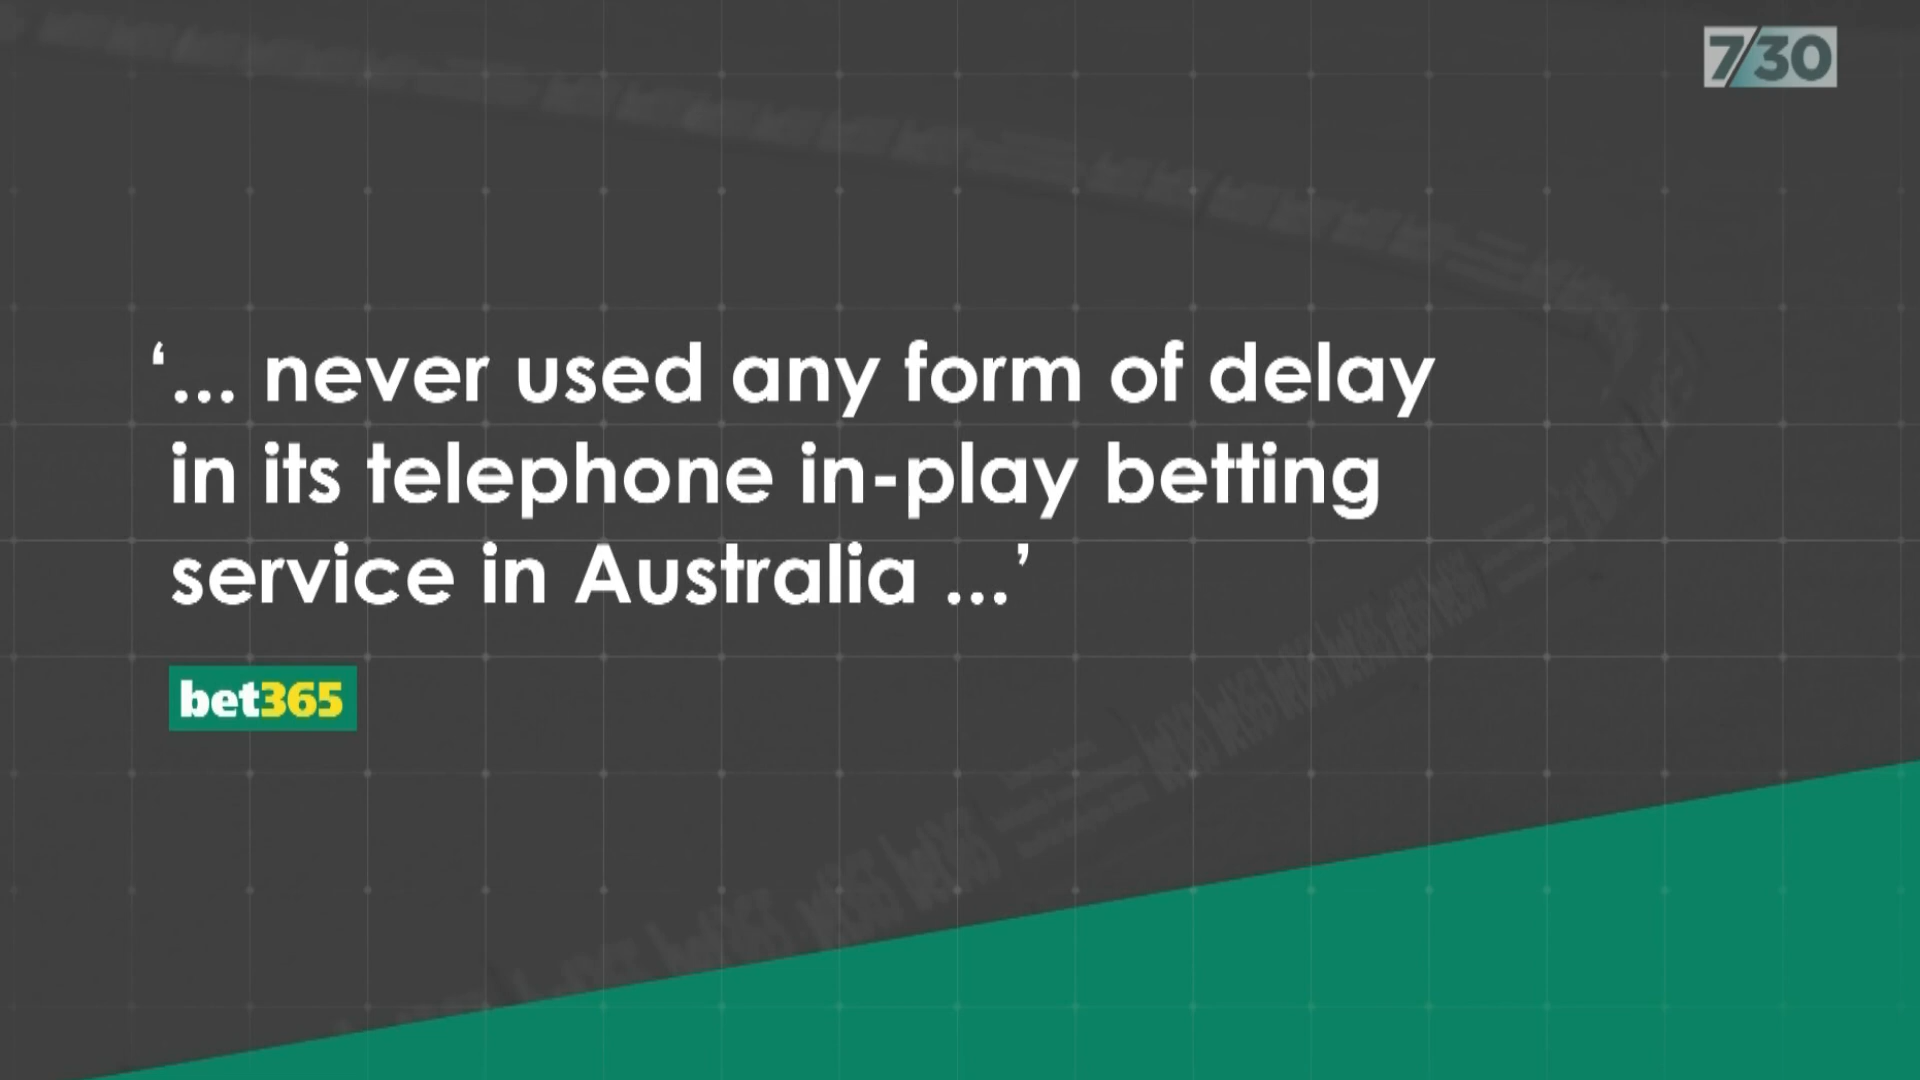 7/30
‘... never used any form of delay
in its telephone in-play betting
service in Australia ...’
bet365